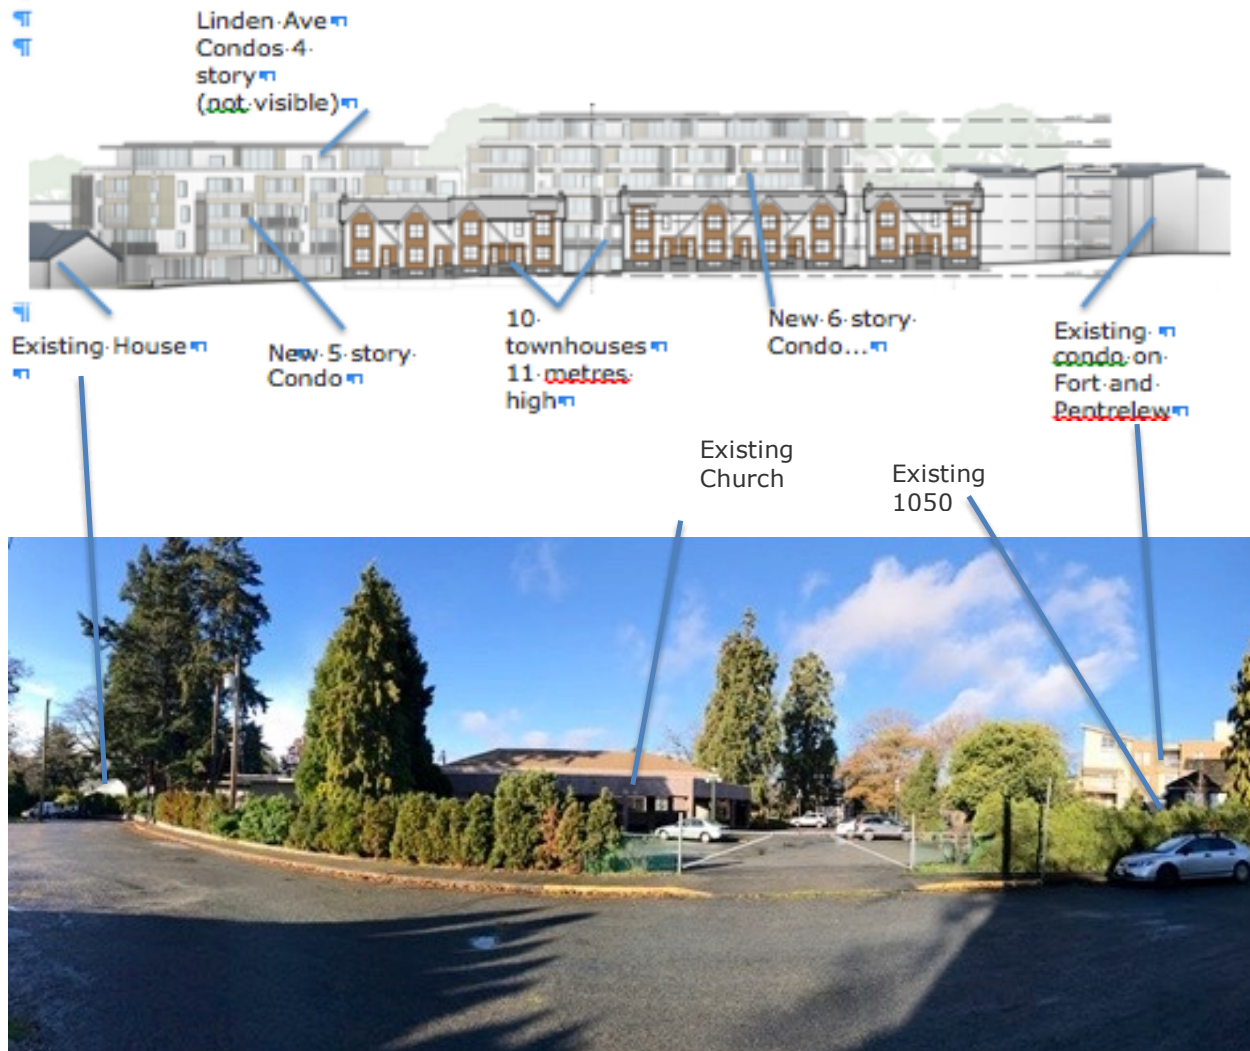 Linden Ave
Condos 4
story
(not visible)
Existing House
New 5 story
Condo
10
townhouses
11 metres
high
New 6 story
Condo...
Existing
condo on
Fort and
Pentrelew
Existing
Church
Existing
1050